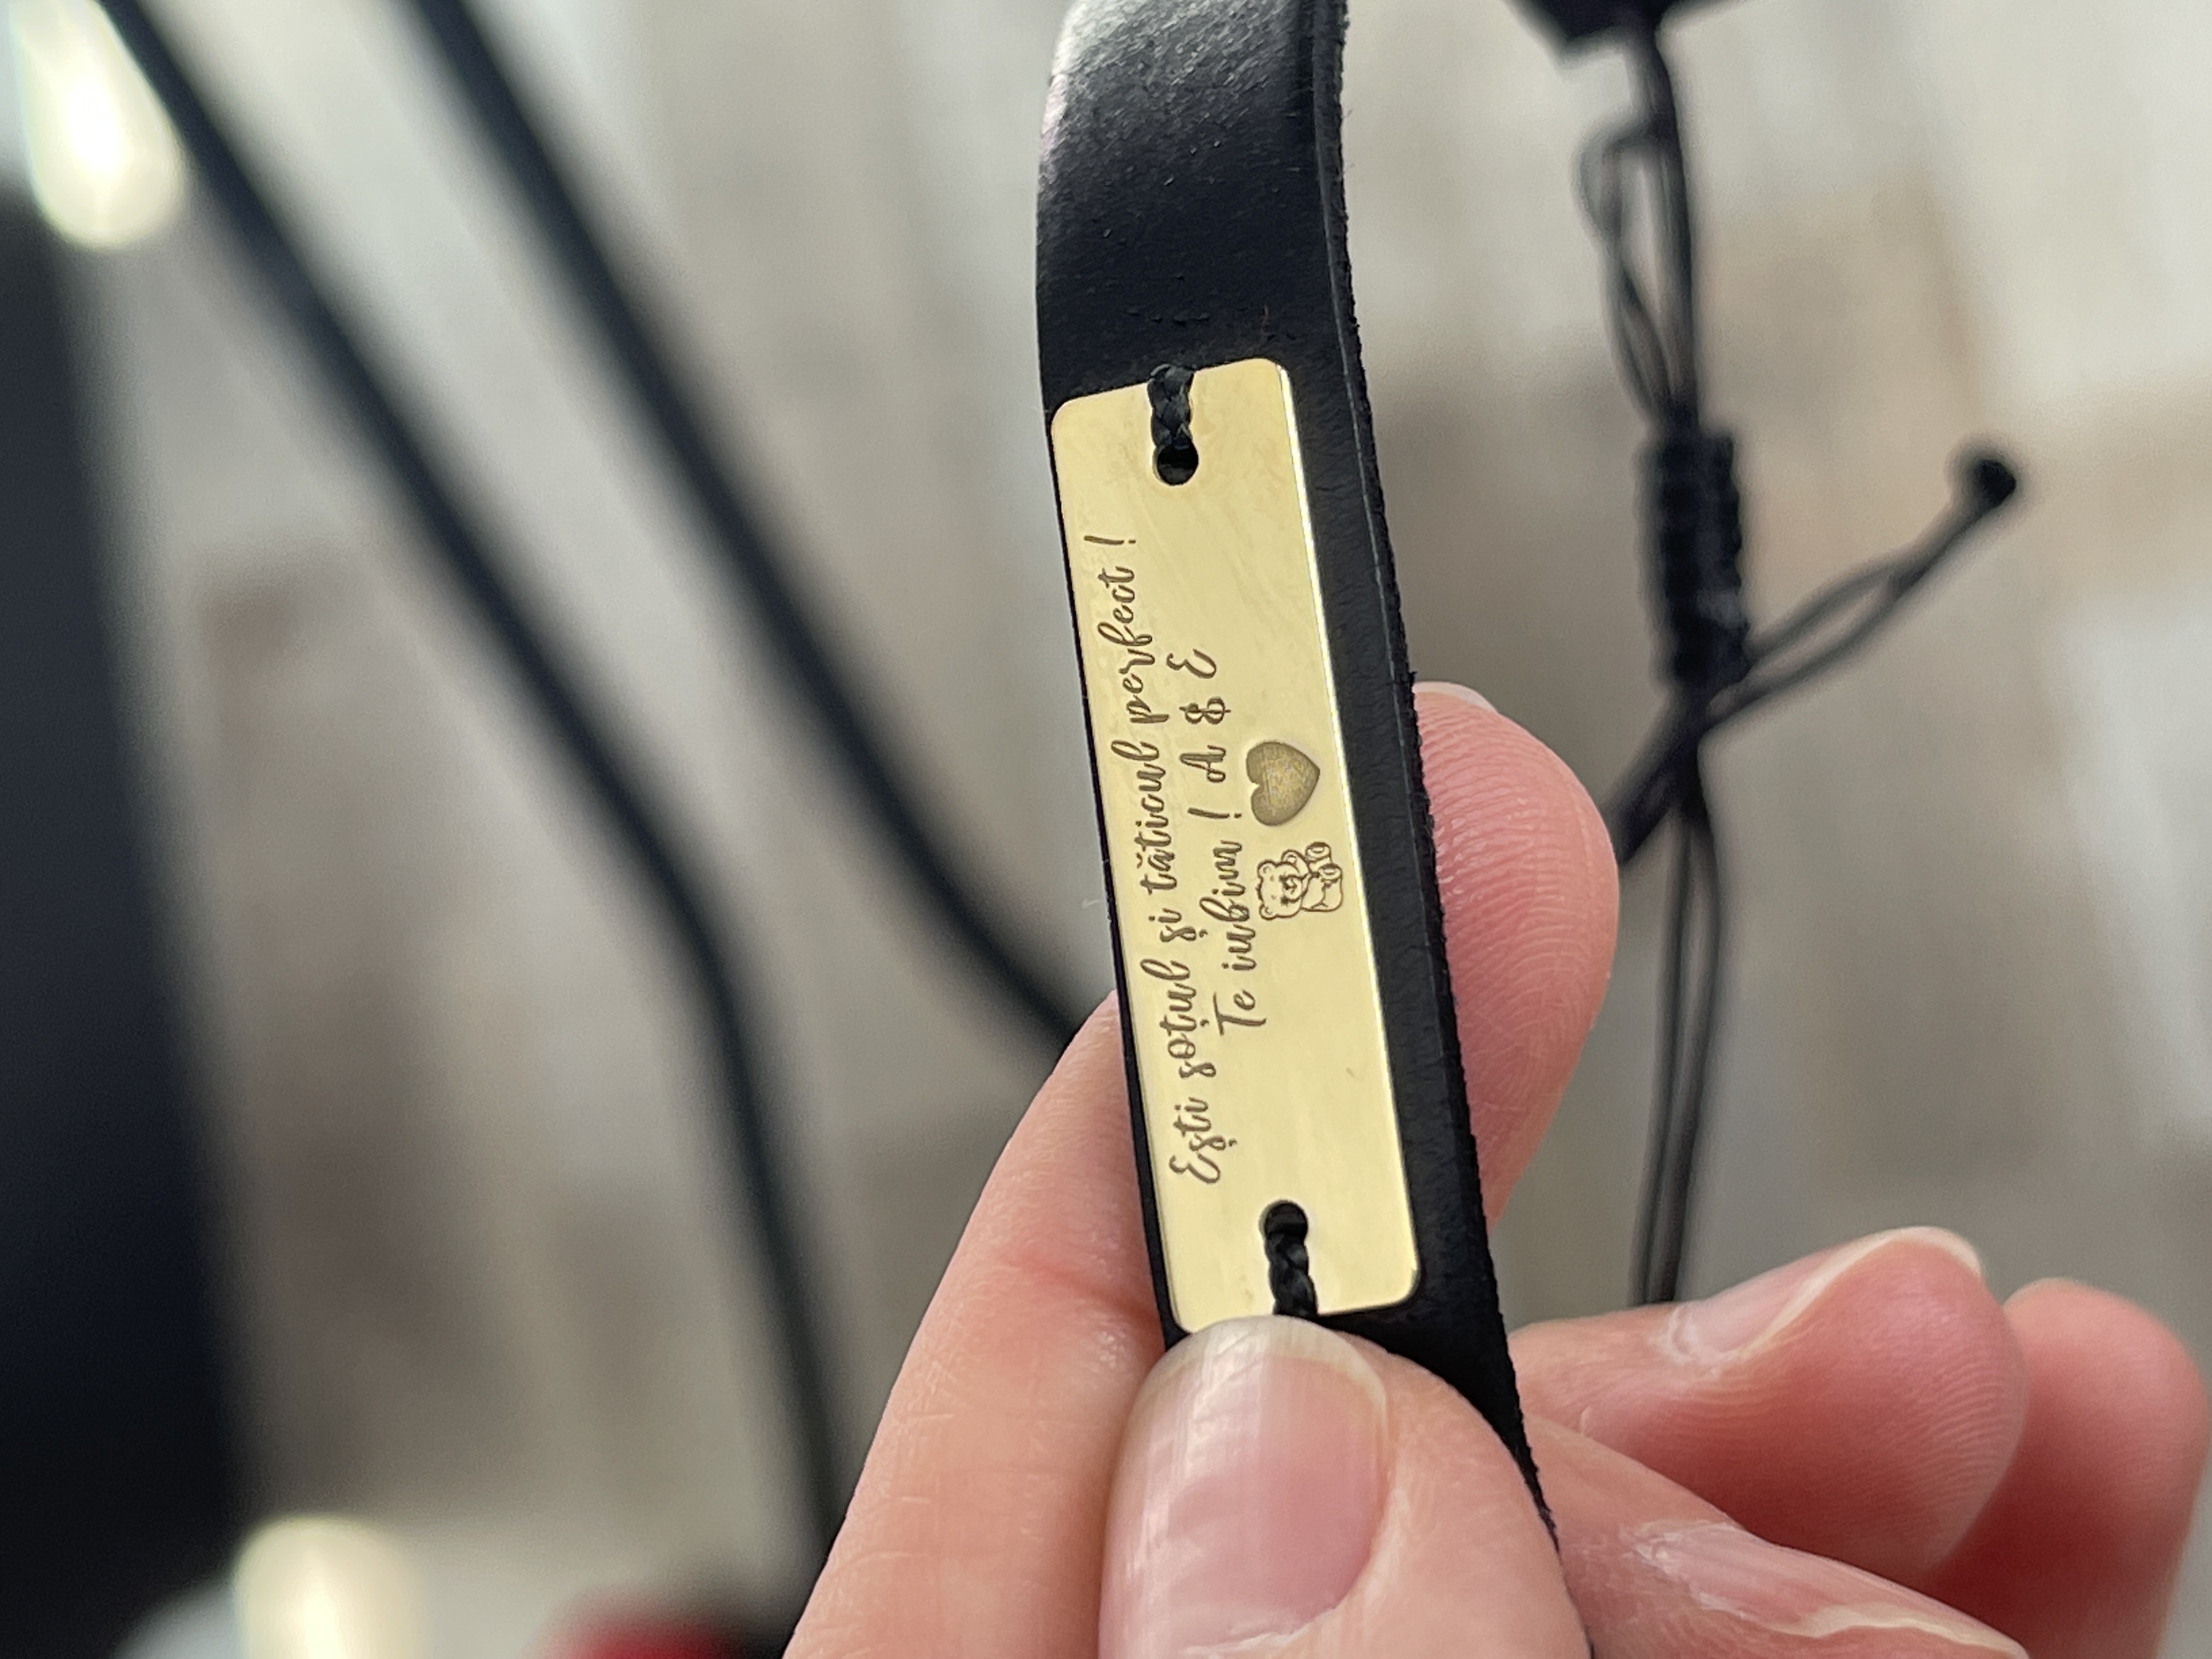 Ești soțul și tăticul perfect !
Te iubim ! A & E